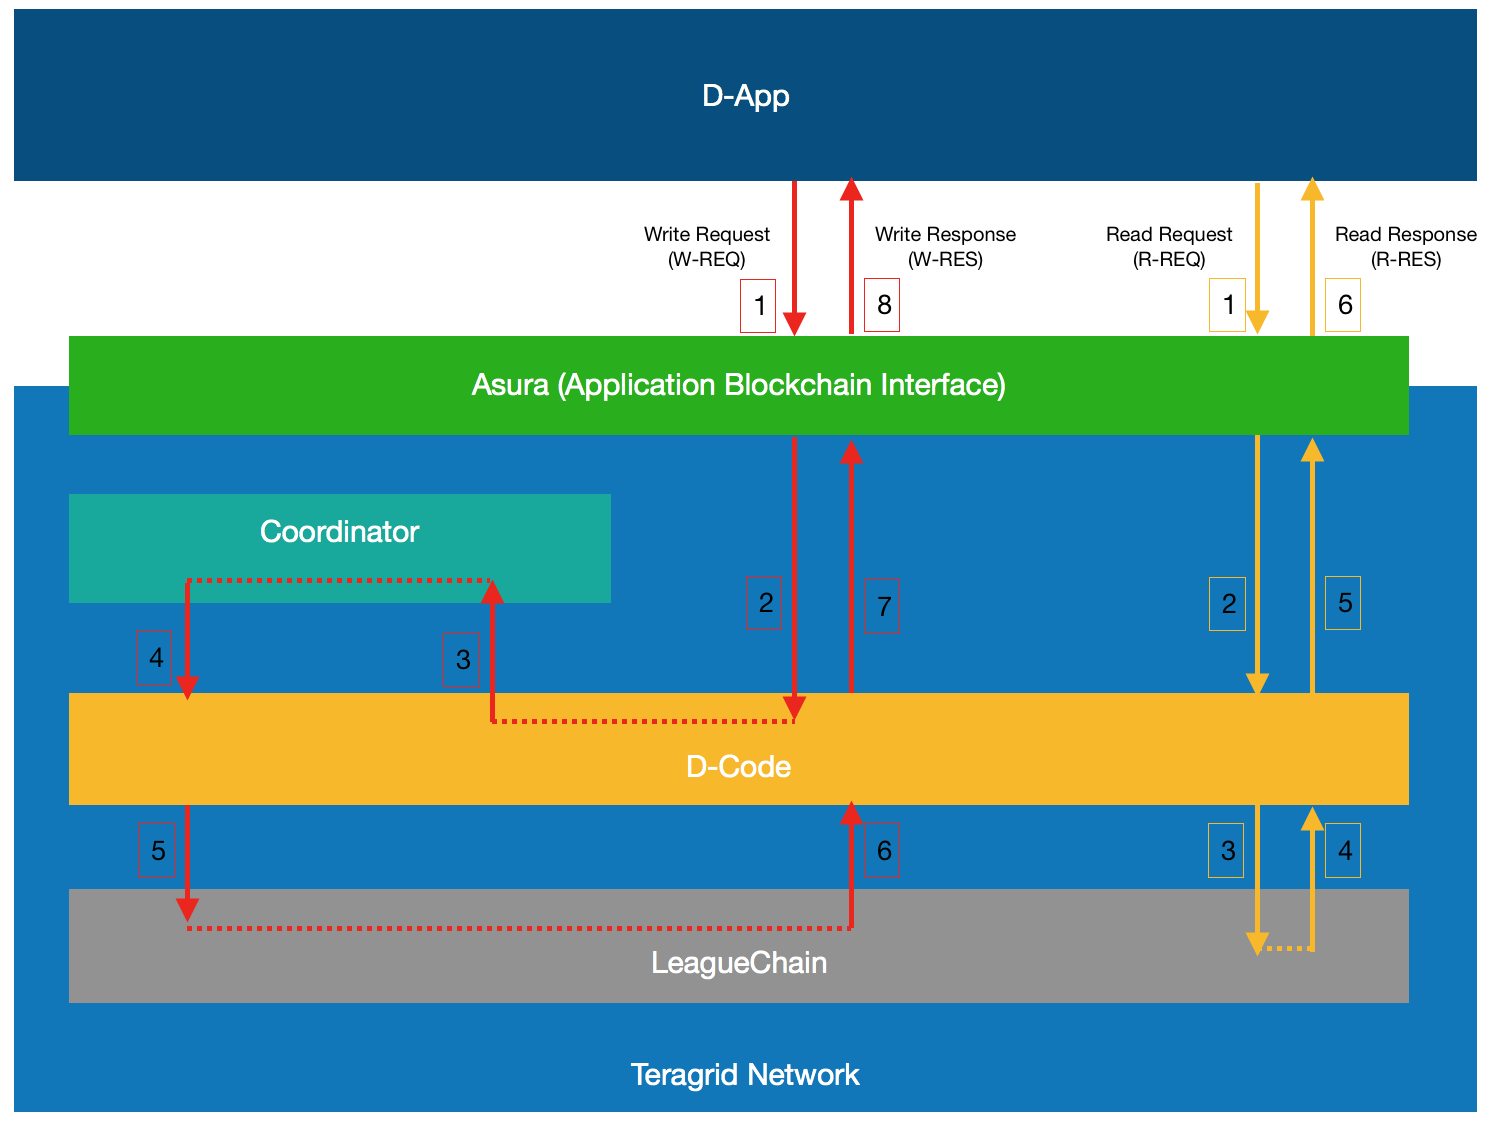 D-App
Write Request
(W-REQ)
Write Response
(W-RES)
Read Request
(R-REQ)
Read Response
(R-RES)
1
8
1
6
Asura (Application Blockchain Interface)
Coordinator
2
7
2
5
4
3
D-Code
5
6
3
4
LeagueChain
Teragrid Network